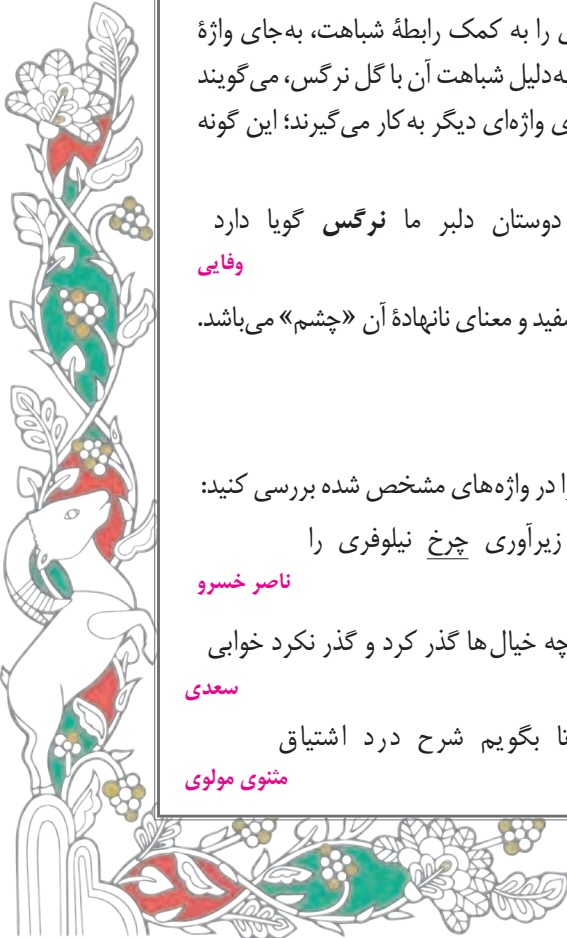 ی را به کمک رابطهٔ شباهت، به‌جای واژهٔ
به‌دلیل شباهت آن با گل نرگس، می‌گویند
ی واژه‌ای دیگر به کار می‌گیرند؛ این گونه
دوستان دلبر ما نرگس گویا دارد
وفایی
سفید و معنای نانهادهٔ آن «چشم» می‌باشد.
را در واژه‌های مشخص شده بررسی کنید:
زیرآوری چرخ نیلوفری را
ناصر خسرو
چه خیال‌ها گذر کرد و گذر نکرد خوابی
سعدی
تا بگویم شرح درد اشتیاق
مثنوی مولوی